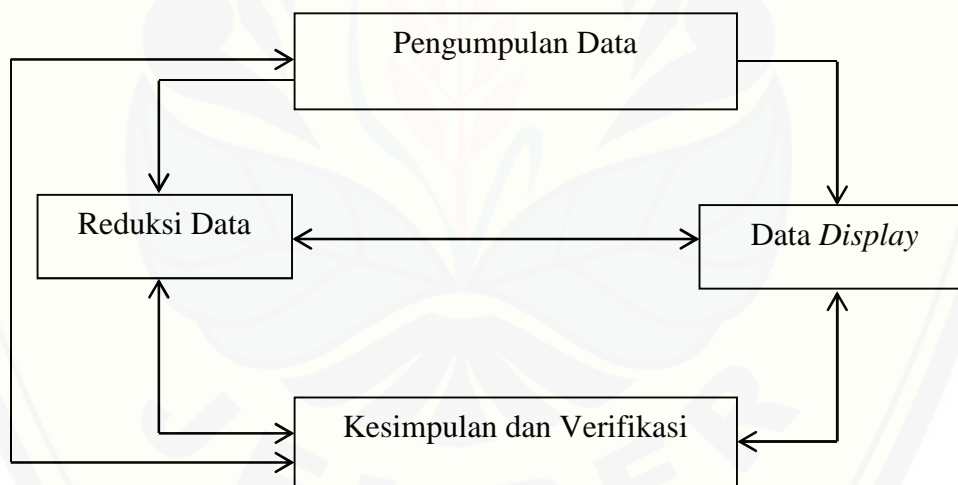 Pengumpulan Data
Reduksi Data
Data Display
Kesimpulan dan Verifikasi